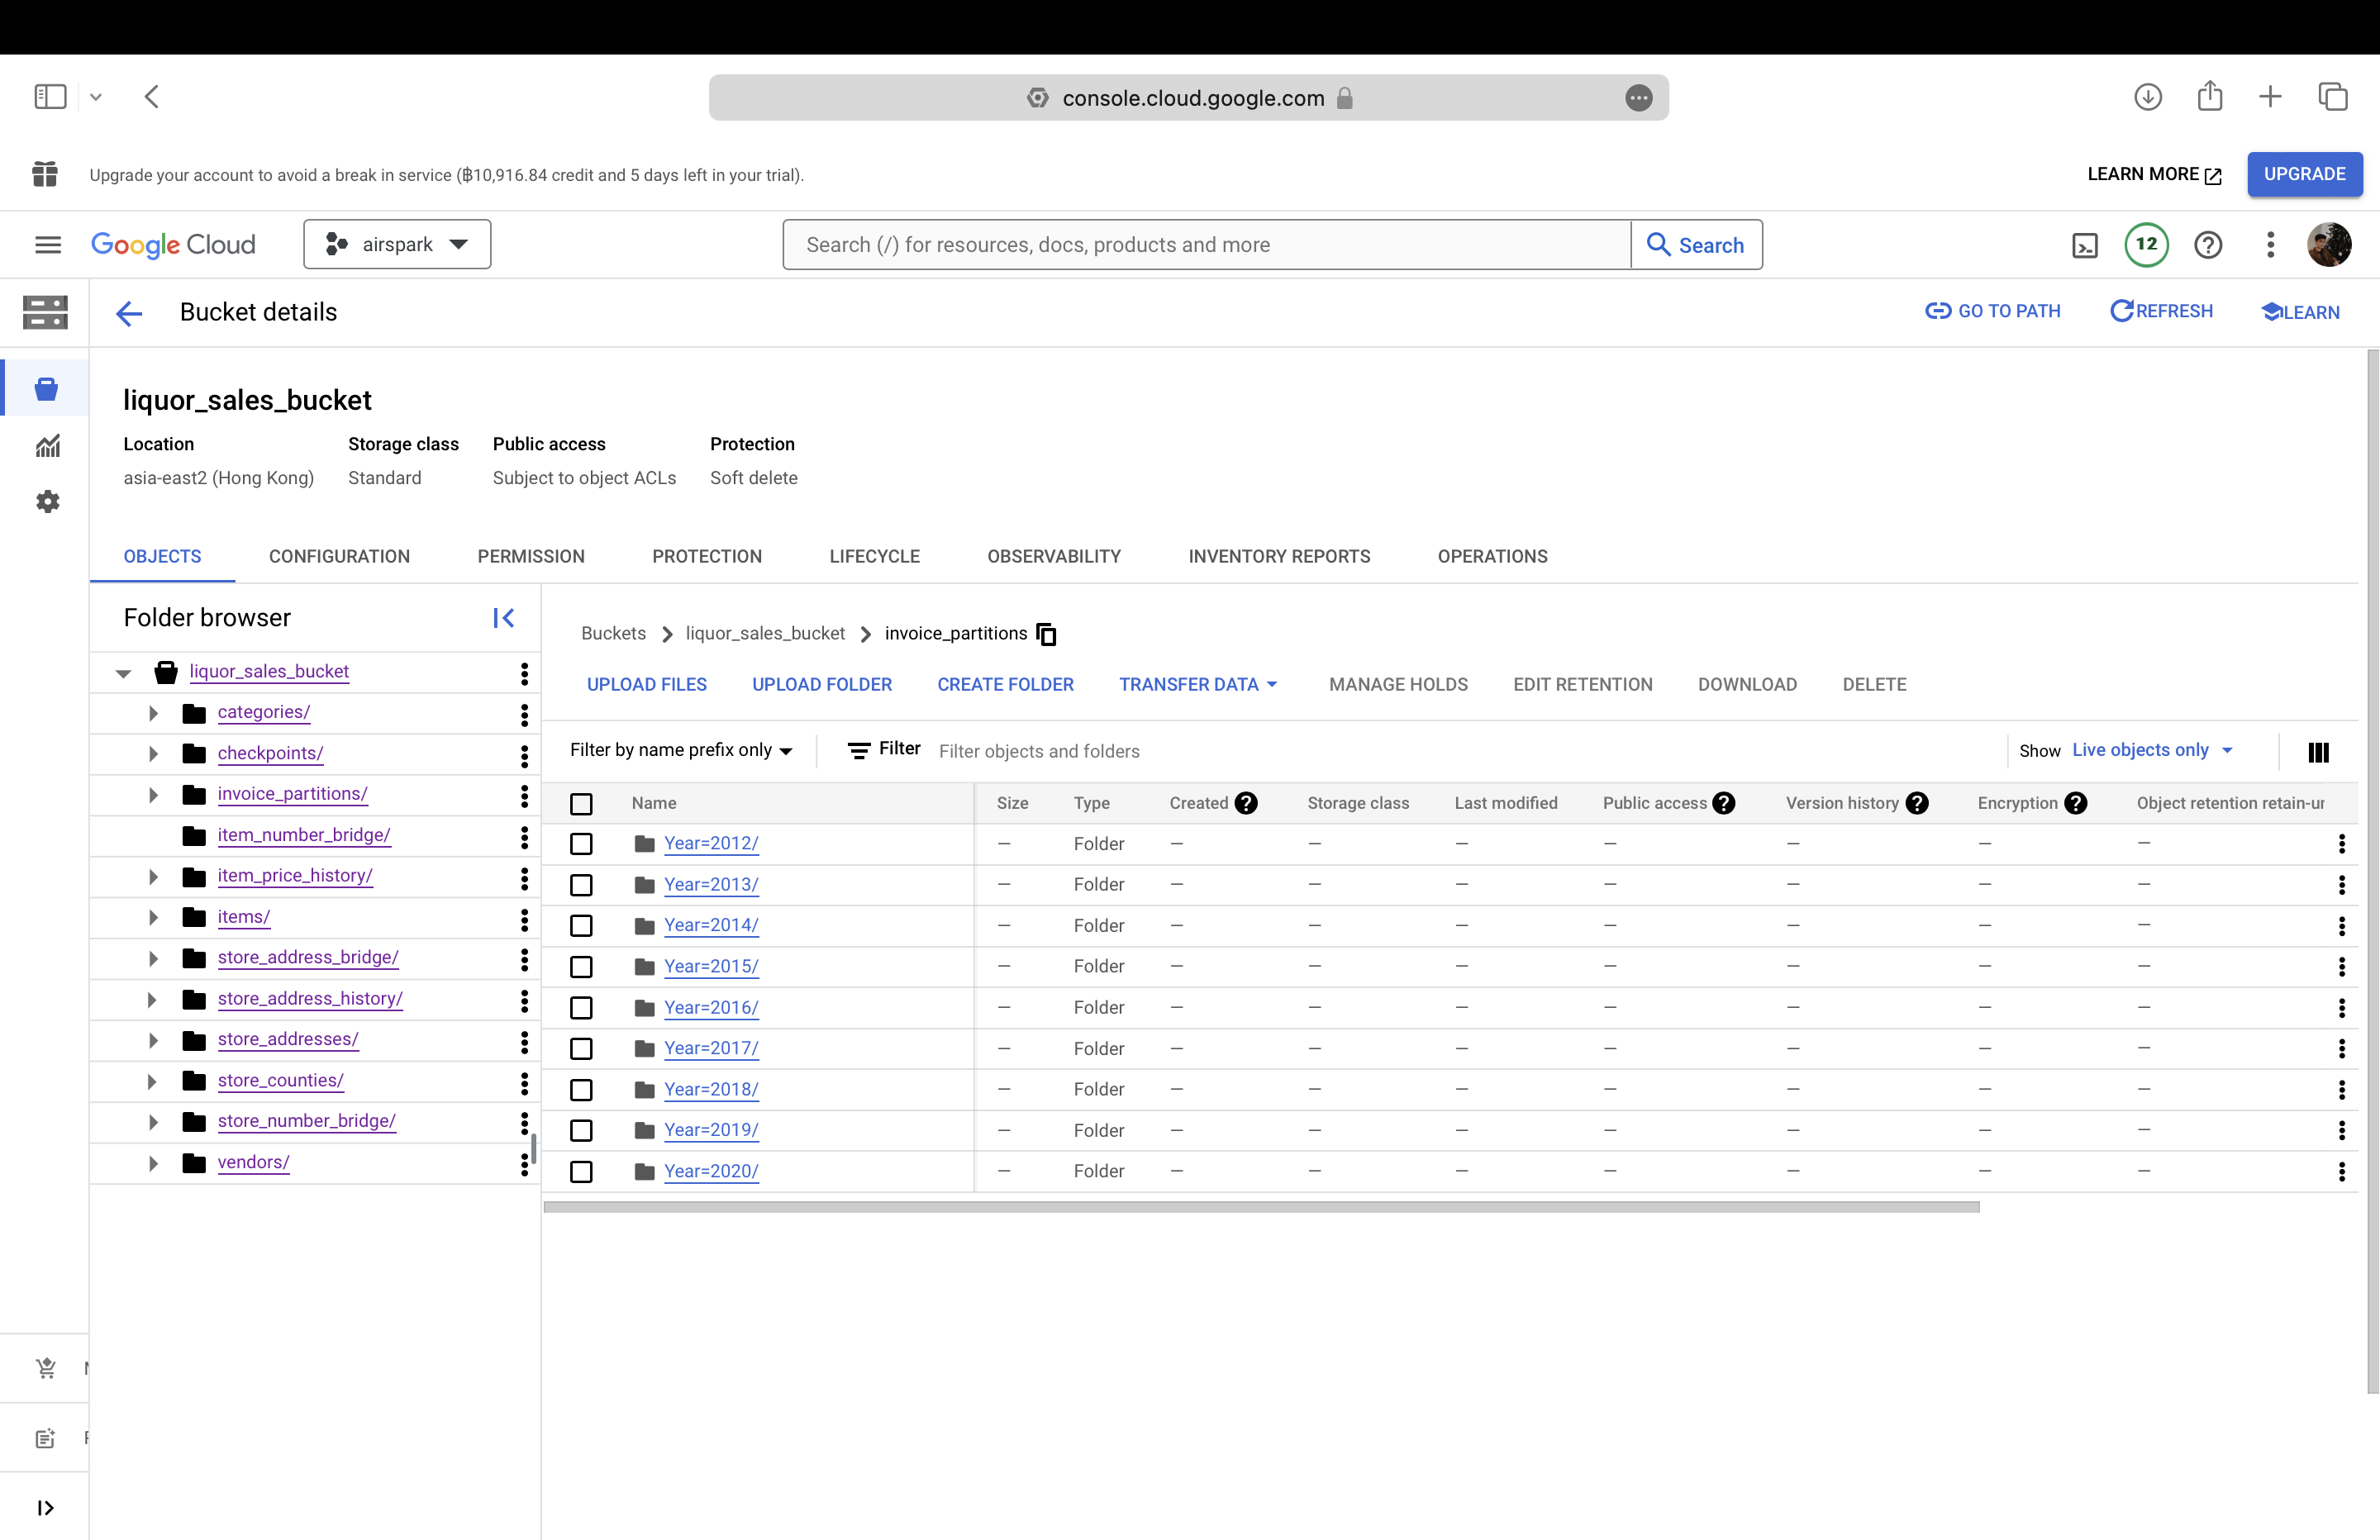 console.cloud.google.com
Upgrade your account to avoid a break in service (฿10,916.84 credit and 5 days left in your trial).
LEARN MORE
UPGRADE
Google Cloud
airspark
Search (/) for resources, docs, products and more
Search
12
Bucket details
GO TO PATH
REFRESH
LEARN
liquor_sales_bucket
Location Storage class Public access Protection
asia-east2 (Hong Kong) Standard Subject to object ACLs Soft delete
OBJECTS CONFIGURATION PERMISSION PROTECTION LIFECYCLE OBSERVABILITY INVENTORY REPORTS OPERATIONS
Folder browser
liquor_sales_bucket
categories/
checkpoints/
invoice_partitions/
item_number_bridge/
item_price_history/
items/
store_address_bridge/
store_address_history/
store_addresses/
store_counties/
store_number_bridge/
vendors/
Buckets liquor_sales_bucket invoice_partitions
UPLOAD FILES UPLOAD FOLDER CREATE FOLDER TRANSFER DATA MANAGE HOLDS EDIT RETENTION DOWNLOAD DELETE
Filter by name prefix only Filter Filter objects and folders Show Live objects only
Name Size Type Created Storage class Last modified Public access Version history Encryption Object retention retain-ur
Year=2012/ — Folder — — — — — — —
Year=2013/ — Folder — — — — — — —
Year=2014/ — Folder — — — — — — —
Year=2015/ — Folder — — — — — — —
Year=2016/ — Folder — — — — — — —
Year=2017/ — Folder — — — — — — —
Year=2018/ — Folder — — — — — — —
Year=2019/ — Folder — — — — — — —
Year=2020/ — Folder — — — — — — —